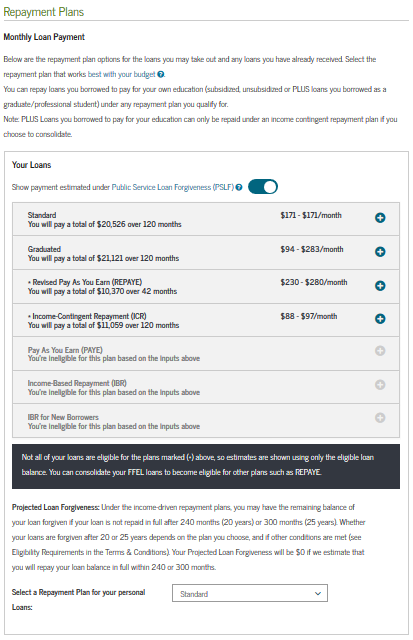 Repayment Plans
Monthly Loan Payment
Below are the repayment plan options for the loans you may take out and any loans you have already received. Select the
repayment plan that works best with your budget ?.
You can repay loans you borrowed to pay for your own education (subsidized, unsubsidized or PLUS loans you borrowed as a
graduate/professional student) under any repayment plan you qualify for.
Note: PLUS Loans you borrowed to pay for your education can only be repaid under an income contingent repayment plan if you
choose to consolidate.
Your Loans
Show payment estimated under Public Service Loan Forgiveness (PSLF) ?
Standard $171 - $171/month
You will pay a total of $20,526 over 120 months
Graduated $94 - $283/month
You will pay a total of $21,121 over 120 months
• Revised Pay As You Earn (REPAYE) $230 - $280/month
You will pay a total of $10,370 over 42 months
• Income-Contingent Repayment (ICR) $88 - $97/month
You will pay a total of $11,059 over 120 months
Pay As You Earn (PAYE)
You're ineligible for this plan based on the inputs above
Income-Based Repayment (IBR)
You're ineligible for this plan based on the inputs above
IBR for New Borrowers
You're ineligible for this plan based on the inputs above
Not all of your loans are eligible for the plans marked (•) above, so estimates are shown using only the eligible loan
balance. You can consolidate your FFEL loans to become eligible for other plans such as REPAYE.
Projected Loan Forgiveness: Under the income-driven repayment plans, you may have the remaining balance of
your loan forgiven if your loan is not repaid in full after 240 months (20 years) or 300 months (25 years). Whether
your loans are forgiven after 20 or 25 years depends on the plan you choose, and if other conditions are met (see
Eligibility Requirements in the Terms & Conditions). Your Projected Loan Forgiveness will be $0 if we estimate that
you will repay your loan balance in full within 240 or 300 months.
Select a Repayment Plan for your personal Standard
Loans: